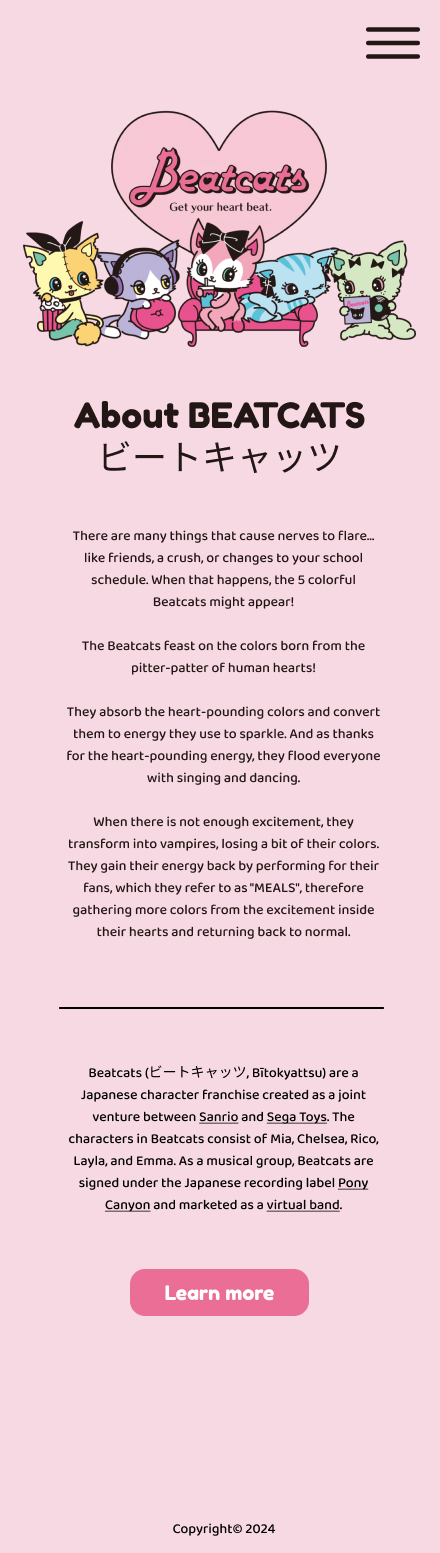 Beatcats
Get your heart beat.
About BEATCATS
ビートキャッツ
There are many things that cause nerves to flare...
like friends, a crush, or changes to your school
schedule. When that happens, the 5 colorful
Beatcats might appear!
The Beatcats feast on the colors born from the
pitter-patter of human hearts!
They absorb the heart-pounding colors and convert
them to energy they use to sparkle. And as thanks
for the heart-pounding energy, they flood everyone
with singing and dancing.
When there is not enough excitement, they
transform into vampires, losing a bit of their colors.
They gain their energy back by performing for their
fans, which they refer to as "MEALS", therefore
gathering more colors from the excitement inside
their hearts and returning back to normal.
Beatcats (ビートキャッツ, Bītokyattsu) are a
Japanese character franchise created as a joint
venture between Sanrio and Sega Toys. The
characters in Beatcats consist of Mia, Chelsea, Rico,
Layla, and Emma. As a musical group, Beatcats are
signed under the Japanese recording label Pony
Canyon and marketed as a virtual band.
Learn more
Copyright© 2024